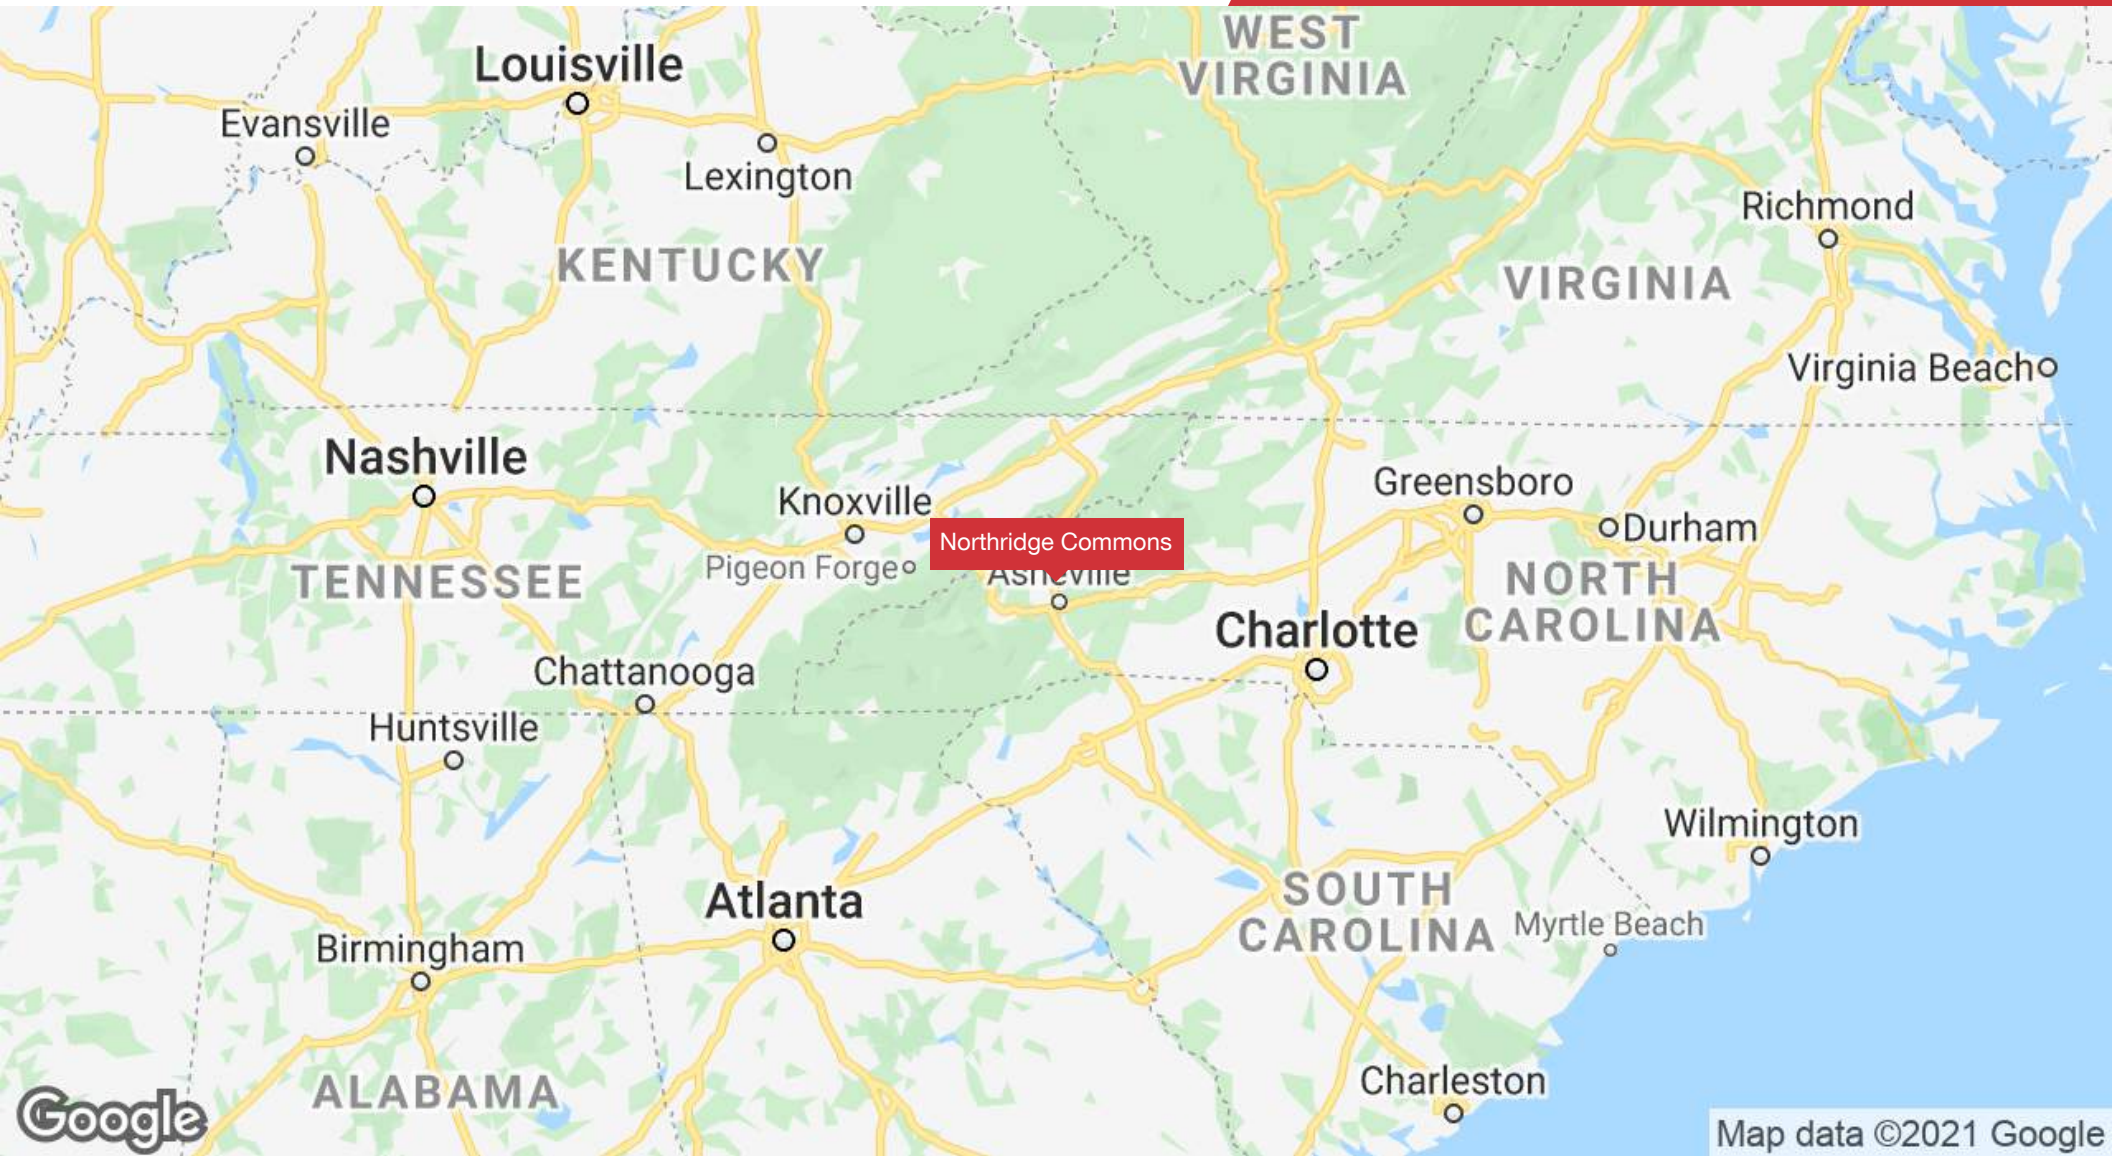 WEST
VIRGINIA
Louisville
Evansville
Lexington
Richmond
KENTUCKY
VIRGINIA
Virginia Beach
Nashville
Knoxville
Greensboro
Durham
Northridge Commons
Pigeon Forge
Asheville
TENNESSEE
NORTH
CAROLINA
Charlotte
Chattanooga
Huntsville
Wilmington
Atlanta
SOUTH
CAROLINA
Myrtle Beach
Birmingham
Charleston
ALABAMA
Google
Map data ©2021 Google